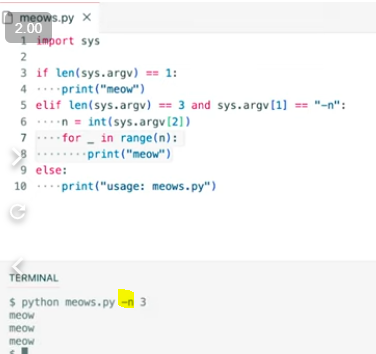 meows.py ×
2.00
1 import sys
2
3 if len(sys.argv) == 1:
4 ····print("meow")
5 elif len(sys.argv) == 3 and sys.argv[1] == "-n":
6 ····n = int(sys.argv[2])
7 ····for _ in range(n):
8 ········print("meow")
9 else:
10 ····print("usage: meows.py")
TERMINAL
$ python meows.py -n 3
meow
meow
meow
$